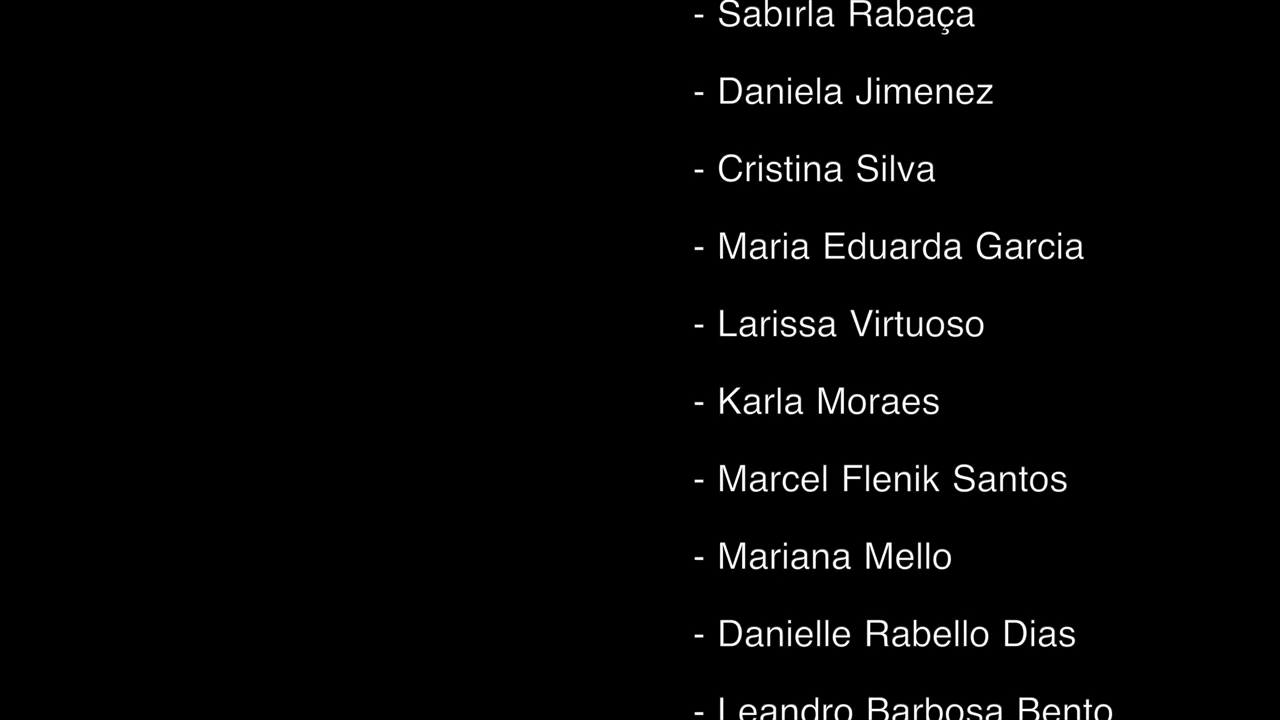 - Sabirla Rabaça
- Daniela Jimenez
- Cristina Silva
- Maria Eduarda Garcia
- Larissa Virtuoso
- Karla Moraes
- Marcel Flenik Santos
- Mariana Mello
- Danielle Rabello Dias
- Leandro Barbosa Bento